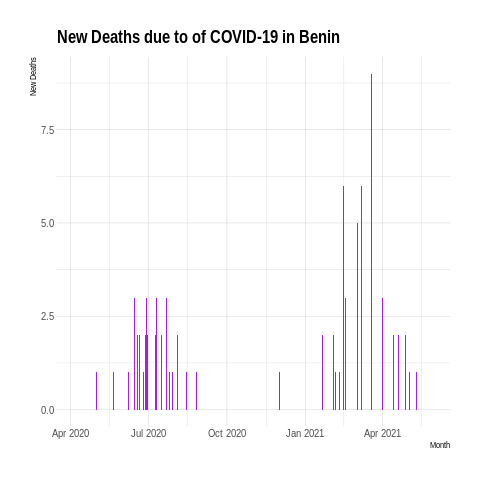 New Deaths due to of COVID-19 in Benin
New Deaths
7.5
5.0
2.5
0.0
Apr 2020 Jul 2020 Oct 2020 Jan 2021 Apr 2021
Month